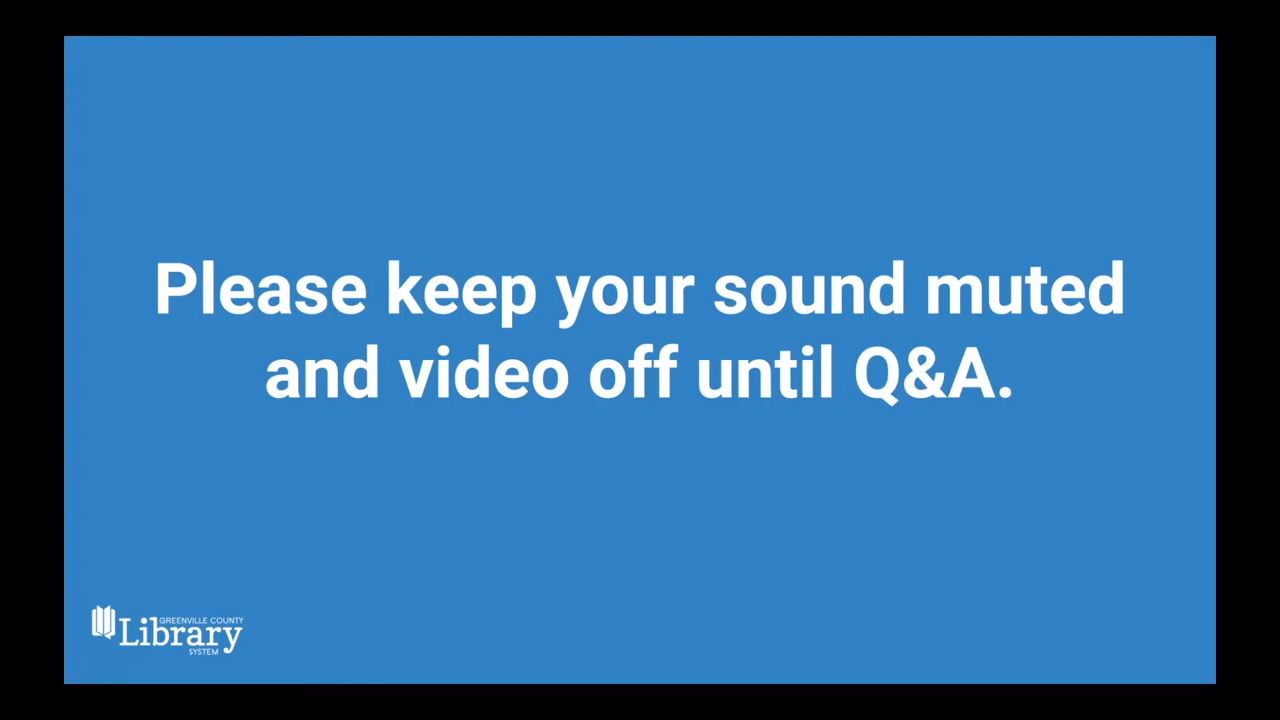 Please keep your sound muted
and video off until Q&A.
GREENVILLE COUNTY
Library
SYSTEM